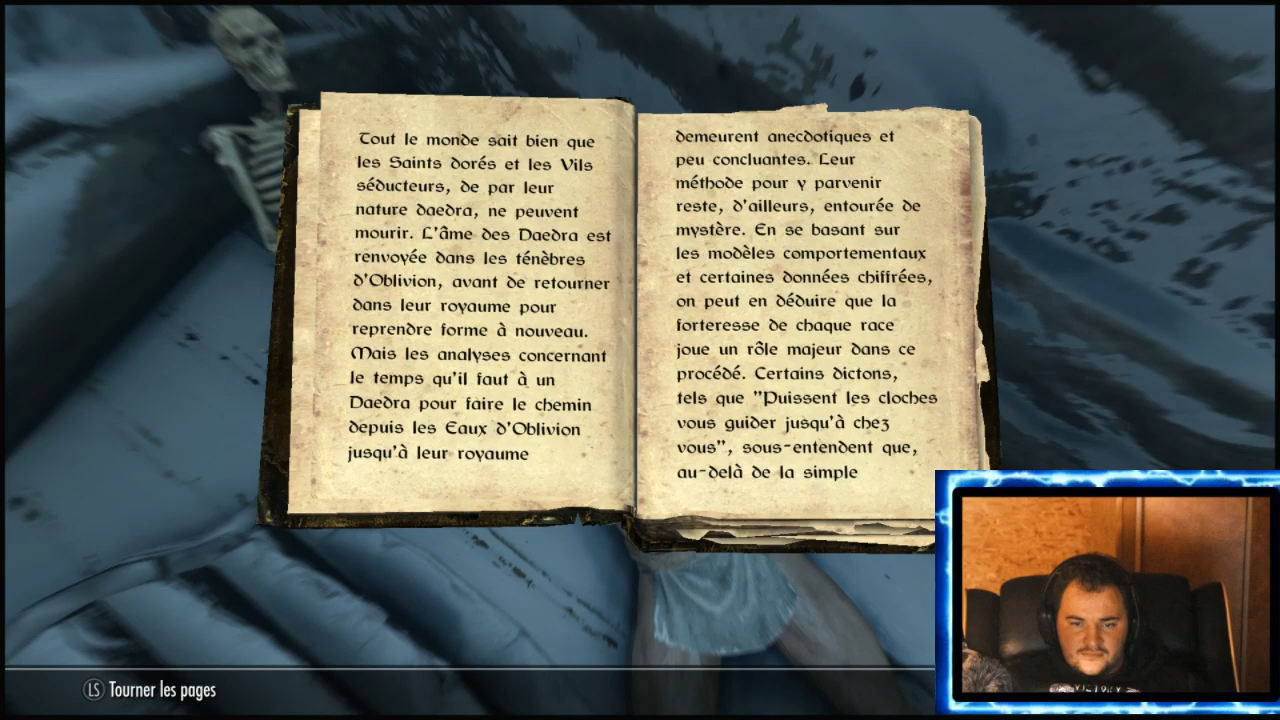 Tout le monde sait bien que
les Saints dorés et les Vils
séducteurs, de par leur
nature daedra, ne peuvent
mourir. L'âme des Daedra est
renvoyée dans les ténèbres
d'Oblivion, avant de retourner
dans leur royaume pour
reprendre forme à nouveau.
Mais les analyses concernant
le temps qu'il faut à un
Daedra pour faire le chemin
depuis les Eaux d'Oblivion
jusqu'à leur royaume
demeurent anecdotiques et
peu concluantes. Leur
méthode pour y parvenir
reste, d'ailleurs, entourée de
mystère. En se basant sur
les modèles comportementaux
et certaines données chiffrées,
on peut en déduire que la
forteresse de chaque race
joue un rôle majeur dans ce
procédé. Certains dictons,
tels que "Puissent les cloches
vous guider jusqu'à chez
vous", sous-entendent que,
au-delà de la simple
LS Tourner les pages